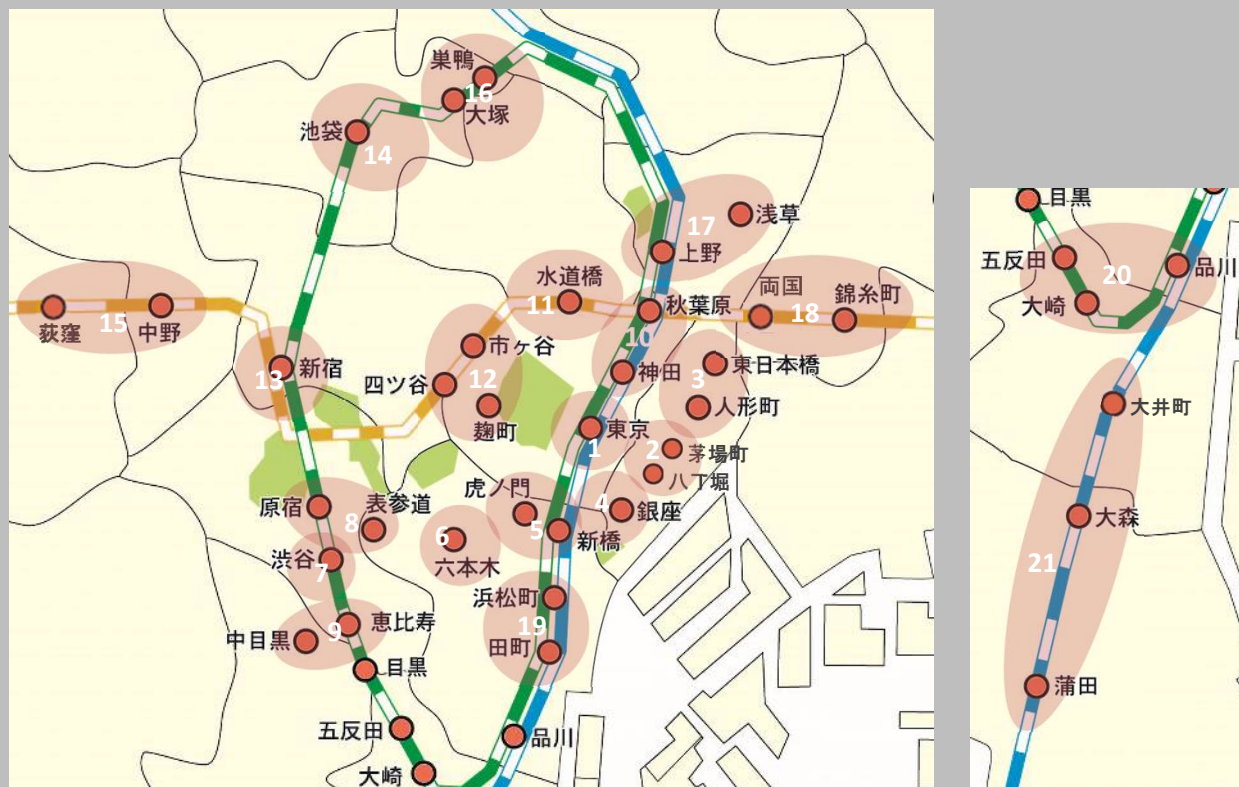 巣鴨
16
大塚
池袋
14
浅草
17
上野
水道橋
11
両国
錦糸町
18
秋葉原
10
荻窪
15
中野
新宿
13
市ヶ谷
四ツ谷
12
麹町
神田
東日本橋
3
人形町
東京
1
2
茅場町
八丁堀
虎ノ門
5
新橋
4
銀座
原宿
表参道
8
6
六本木
渋谷
7
浜松町
19
田町
恵比寿
9
中目黒
目黒
五反田
品川
大崎
目黒
五反田
20
品川
大崎
大井町
大森
21
蒲田